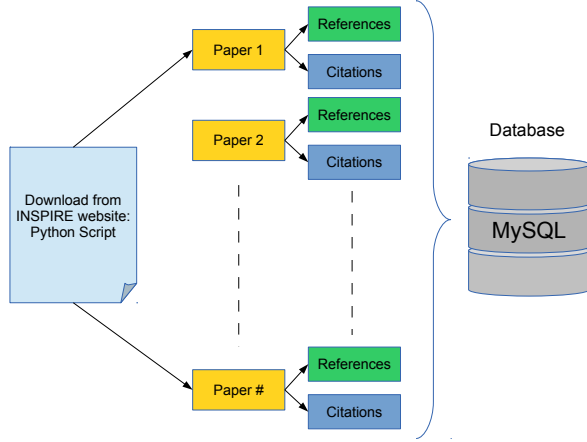 References
Paper 1
Citations
References
Paper 2
Citations
Download from
INSPIRE website:
Python Script
References
Paper #
Citations
Database
MySQL